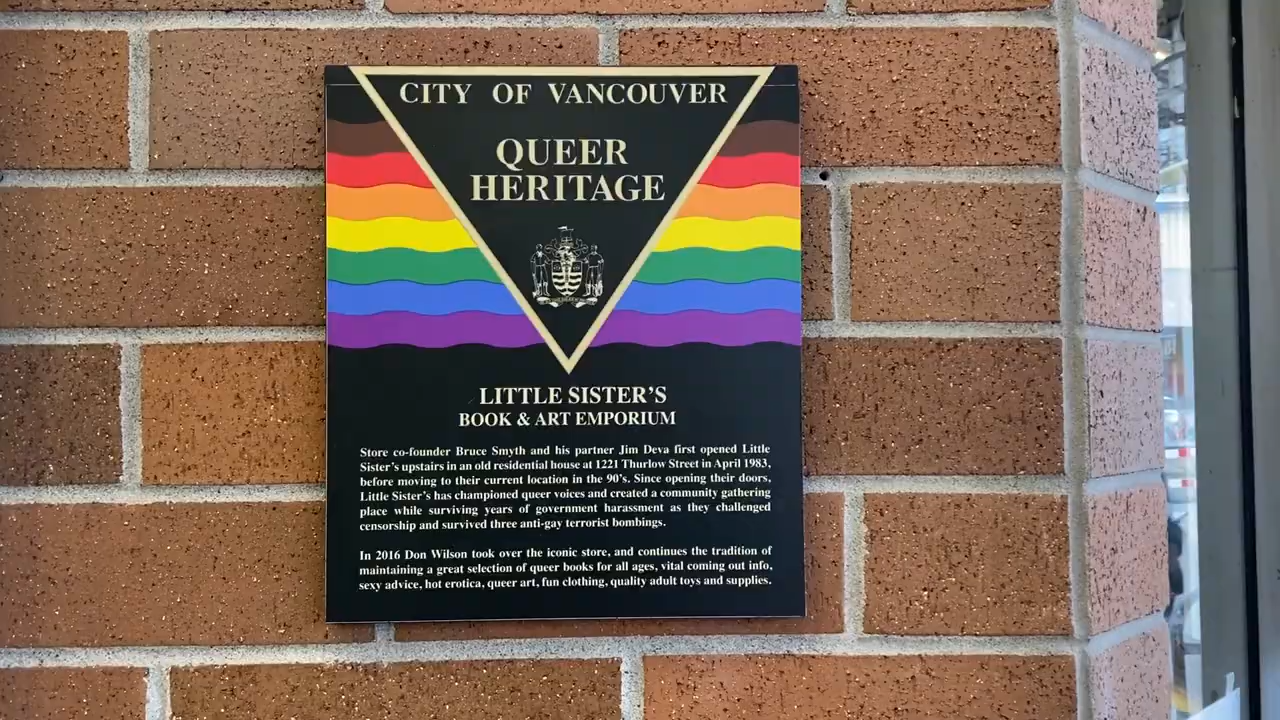 CITY OF VANCOUVER
QUEER
HERITAGE
LITTLE SISTER'S
BOOK & ART EMPORIUM
Store co-founder Bruce Smyth and his partner Jim Deva first opened Little
Sister's upstairs in an old residential house at 1221 Thurlow Street in April 1983,
before moving to their current location in the 90's. Since opening their doors,
Little Sister's has championed queer voices and created a community gathering
place while surviving years of government harassment as they challenged
censorship and survived three anti-gay terrorist bombings.
In 2016 Don Wilson took over the iconic store, and continues the tradition of
maintaining a great selection of queer books for all ages, vital coming out info,
sexy advice, hot erotica, queer art, fun clothing, quality adult toys and supplies.